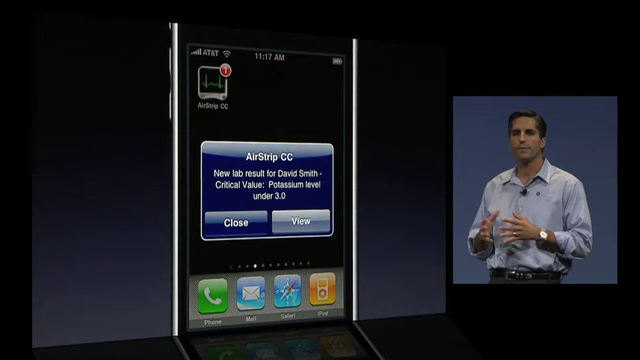 AT&T
11:17 AM
1
AirStrip CC
AirStrip CC
New lab result for David Smith -
Critical Value: Potassium level
under 3.0
Close
View
Phone
Mail
Safari
iPod